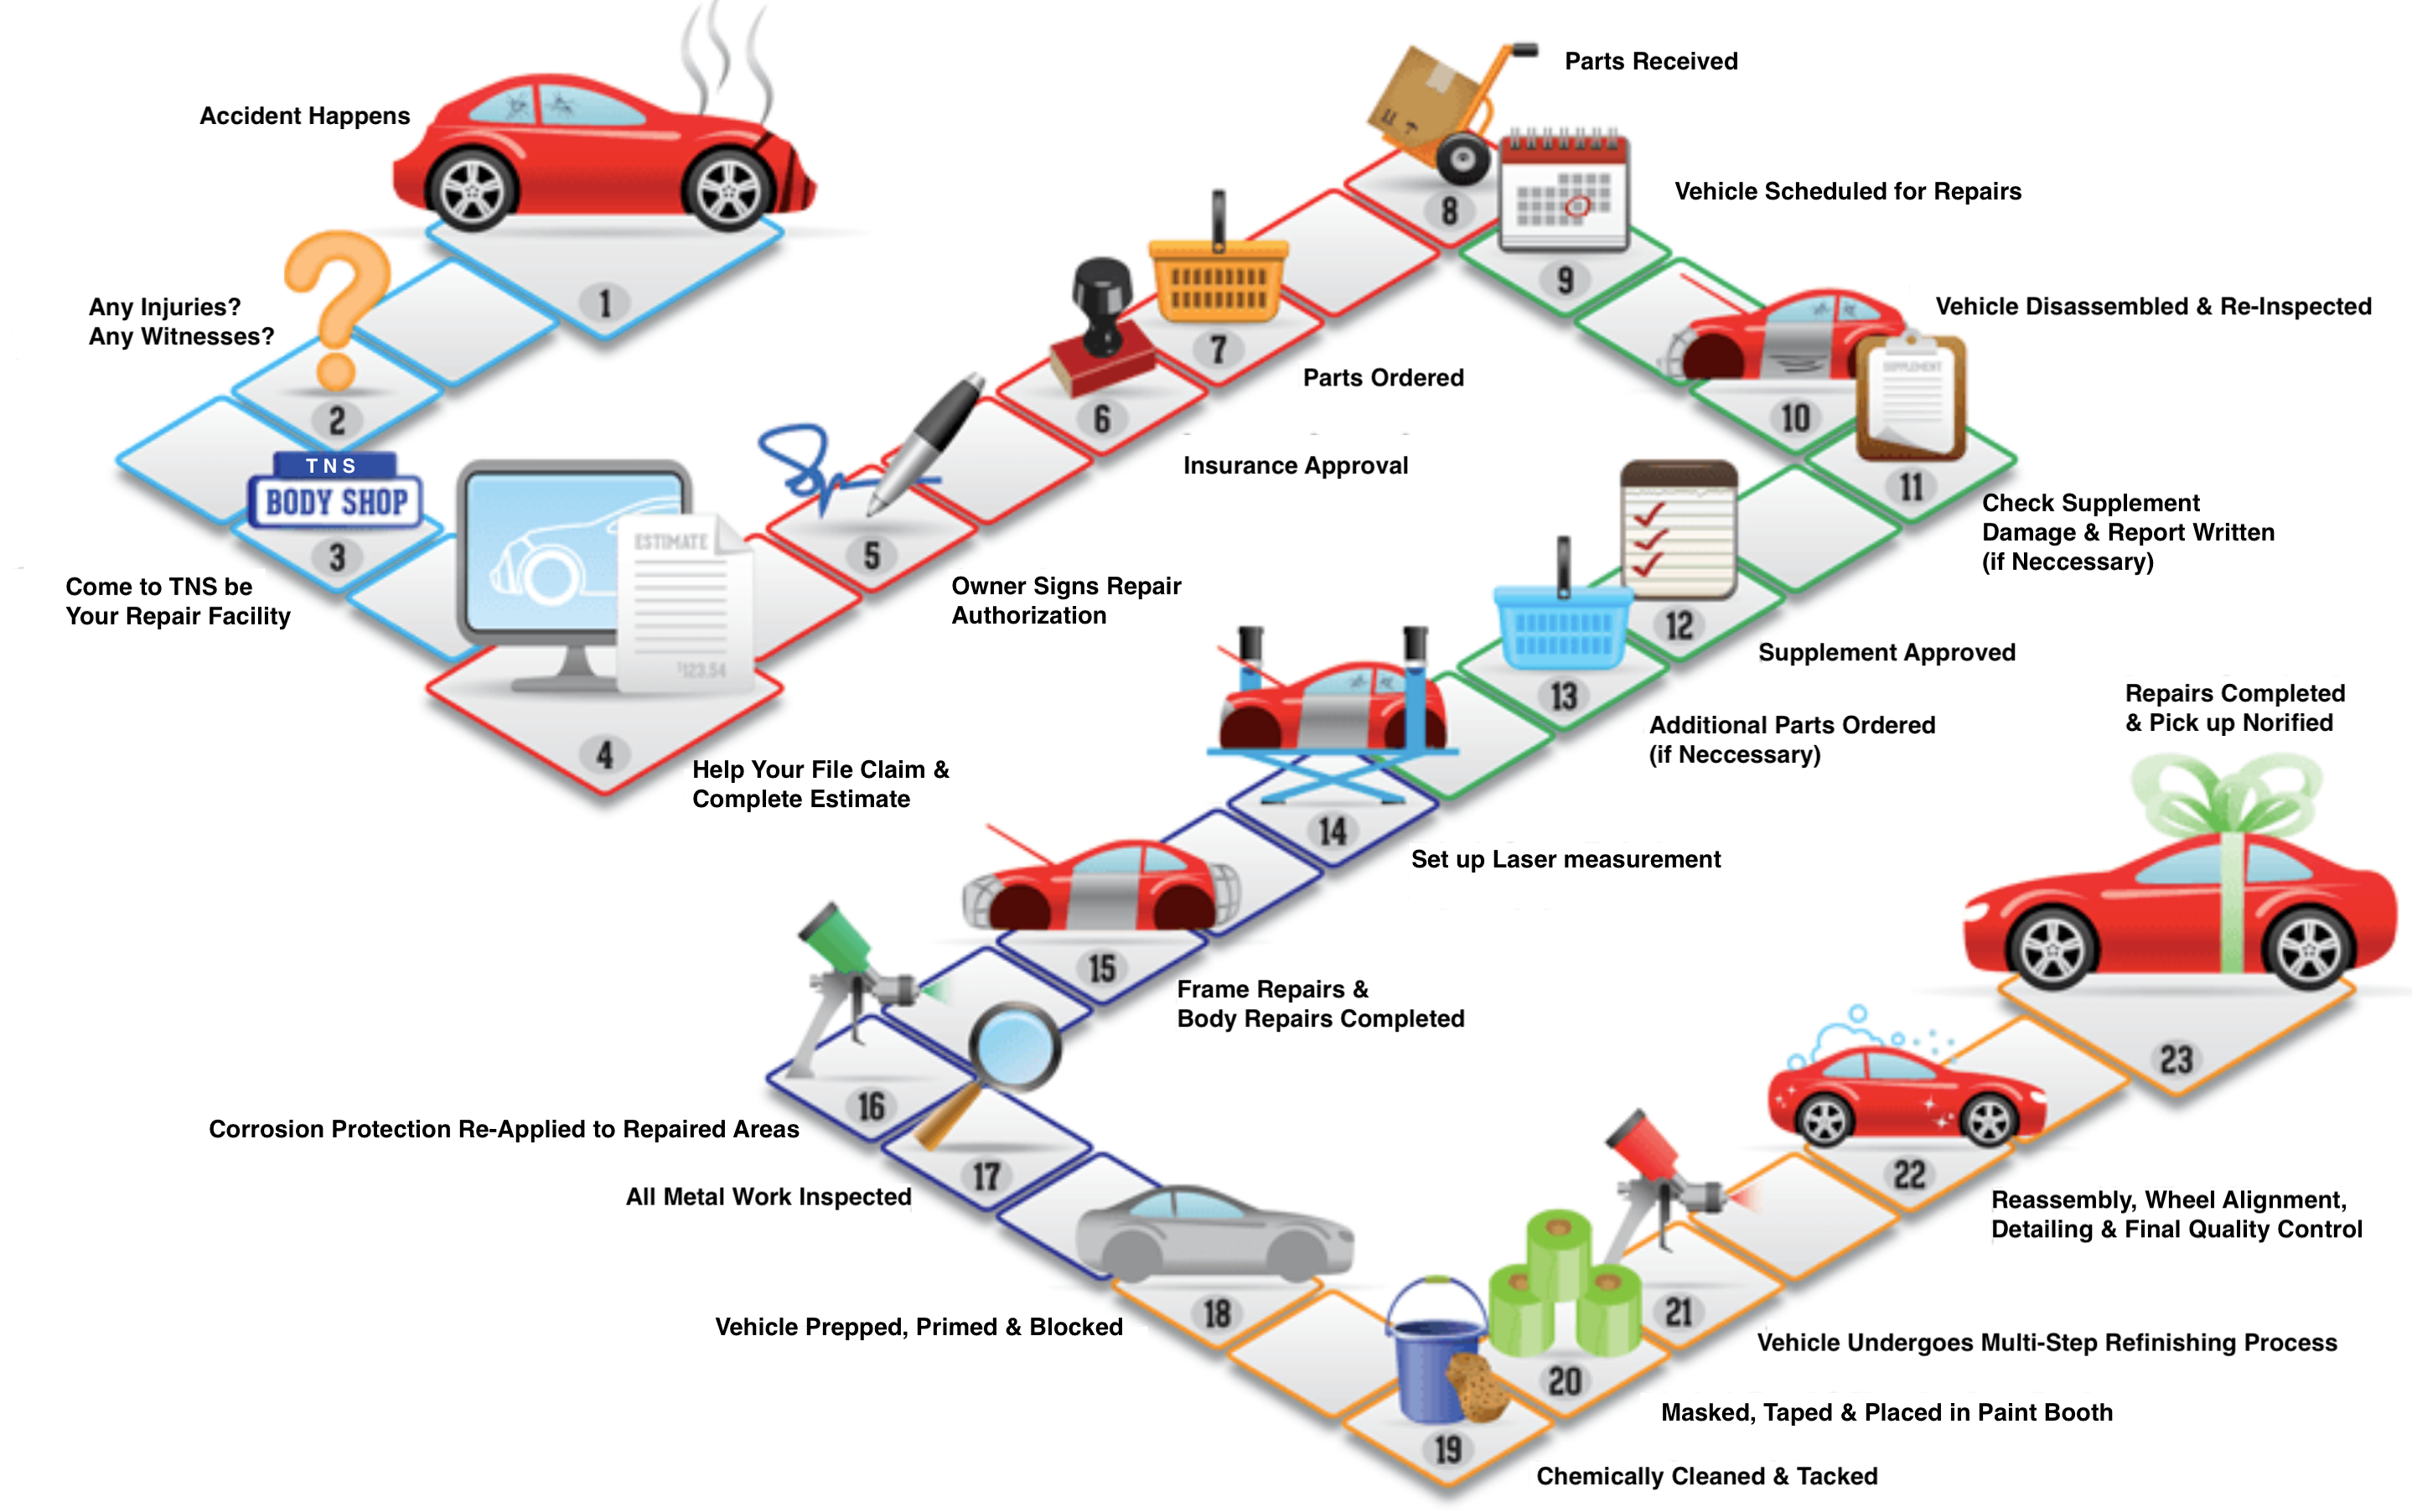 Accident Happens
1
Any Injuries?
Any Witnesses?
2
TNS
BODY SHOP
3
Come to TNS be
Your Repair Facility
ESTIMATE
$123.54
4
Help Your File Claim &
Complete Estimate
5
Owner Signs Repair
Authorization
6
Insurance Approval
7
Parts Ordered
8
Parts Received
9
Vehicle Scheduled for Repairs
10
Vehicle Disassembled & Re-Inspected
SUPPLEMENT
11
Check Supplement
Damage & Report Written
(if Neccessary)
12
Supplement Approved
13
Additional Parts Ordered
(if Neccessary)
14
Set up Laser measurement
15
Frame Repairs &
Body Repairs Completed
16
Corrosion Protection Re-Applied to Repaired Areas
17
All Metal Work Inspected
18
Vehicle Prepped, Primed & Blocked
19
Chemically Cleaned & Tacked
20
Masked, Taped & Placed in Paint Booth
21
Vehicle Undergoes Multi-Step Refinishing Process
22
Reassembly, Wheel Alignment,
Detailing & Final Quality Control
23
Repairs Completed
& Pick up Norified